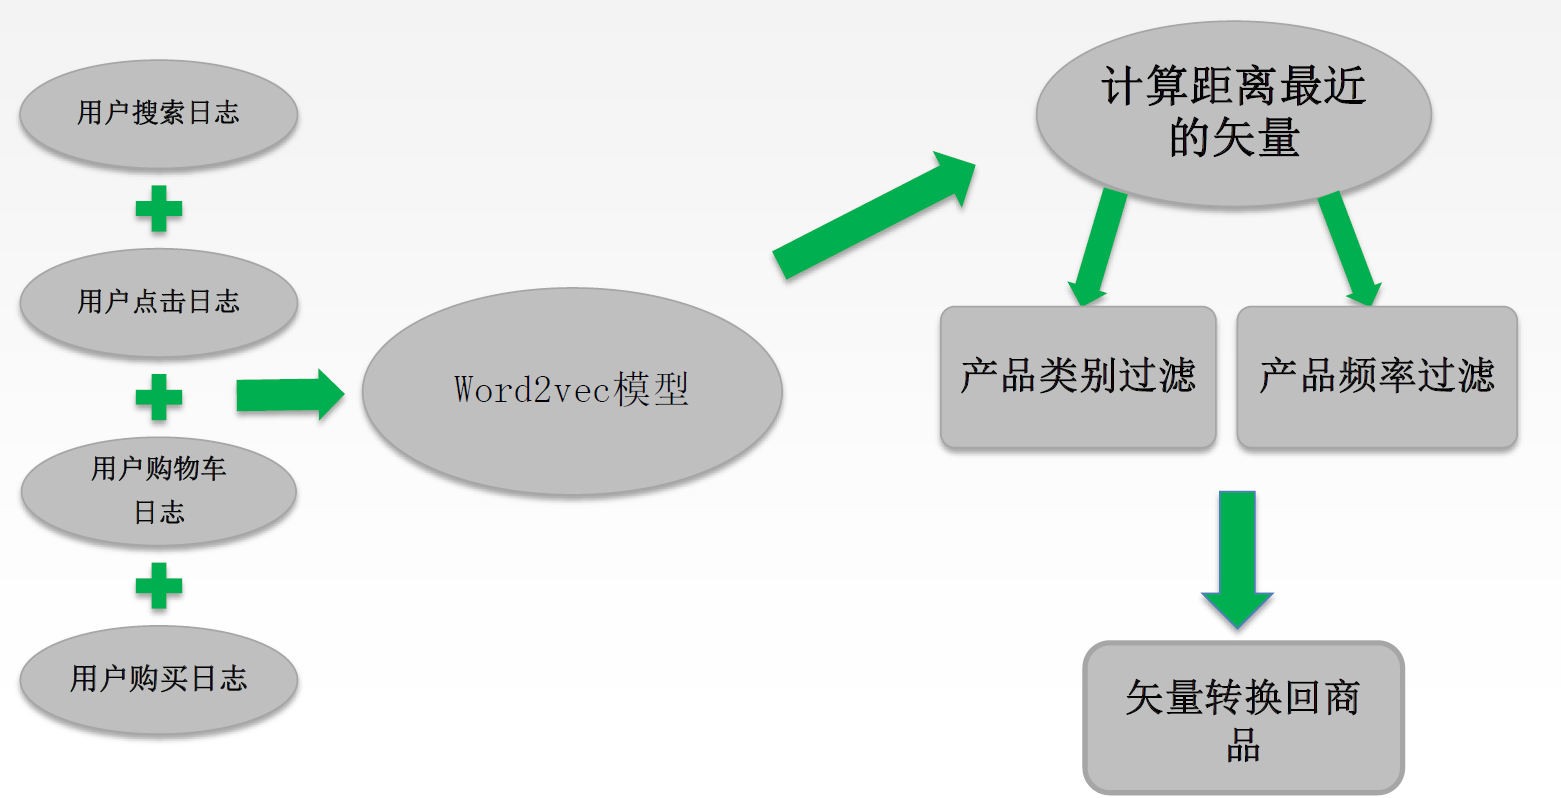 用户搜索日志
用户点击日志
用户购物车
日志
用户购买日志
Word2vec模型
计算距离最近
的矢量
产品类别过滤
产品频率过滤
矢量转换回商
品